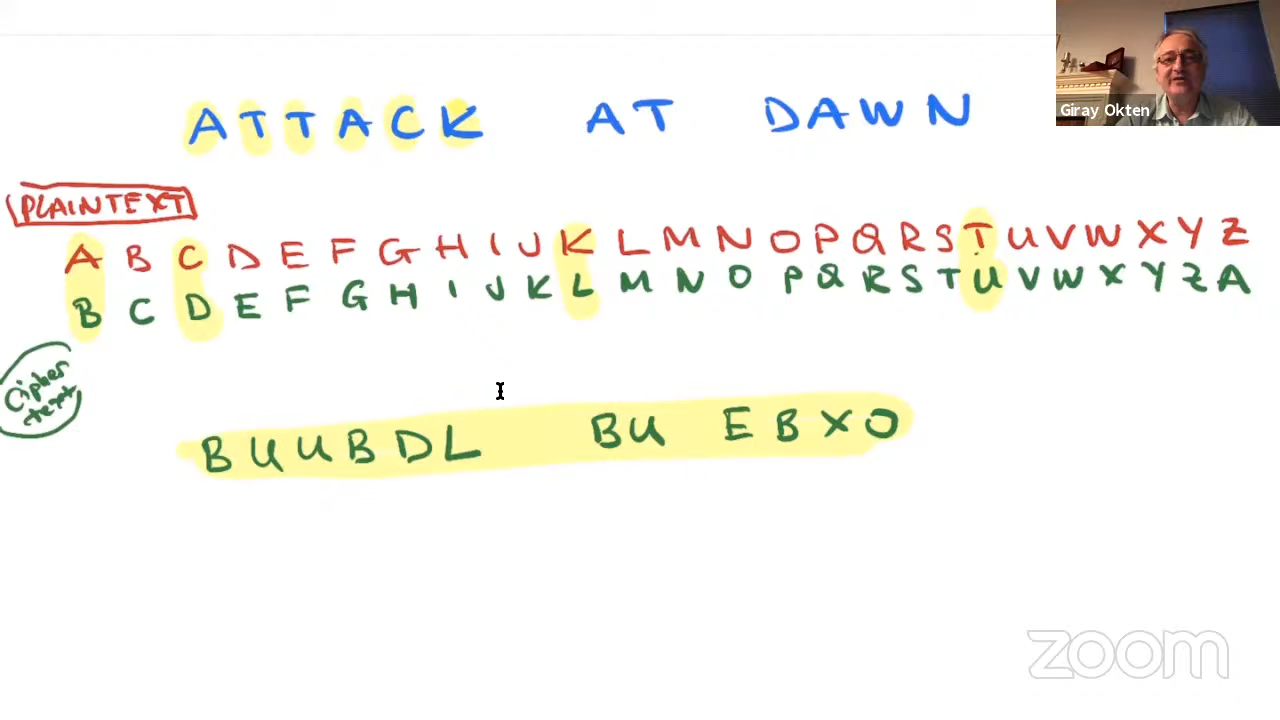 Giray Okten
ATTACK AT DAWN
PLAINTEXT
A B C D E F G H I J K L M N O P Q R S T U V W X Y Z
B C D E F G H I J K L M N O P Q R S T U V W X Y Z A
Cipher
text
BUUBDL BU EBXO
zoom